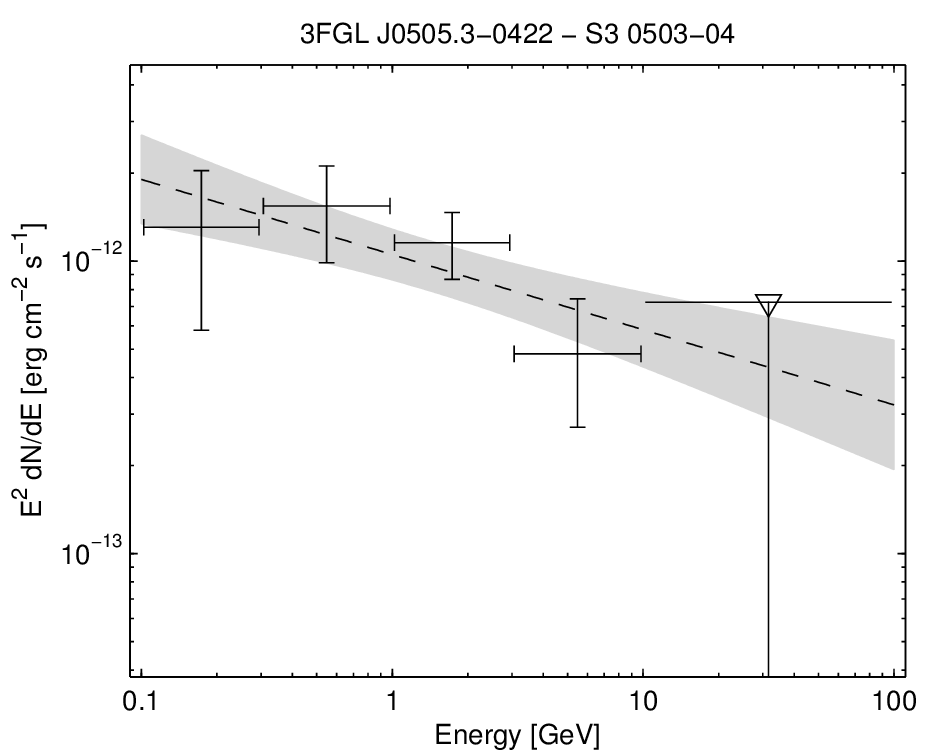 3FGL J0505.3−0422 − S3 0503−04
E² dN/dE [erg cm⁻² s⁻¹]
10⁻¹²
10⁻¹³
0.1 1 10 100
Energy [GeV]